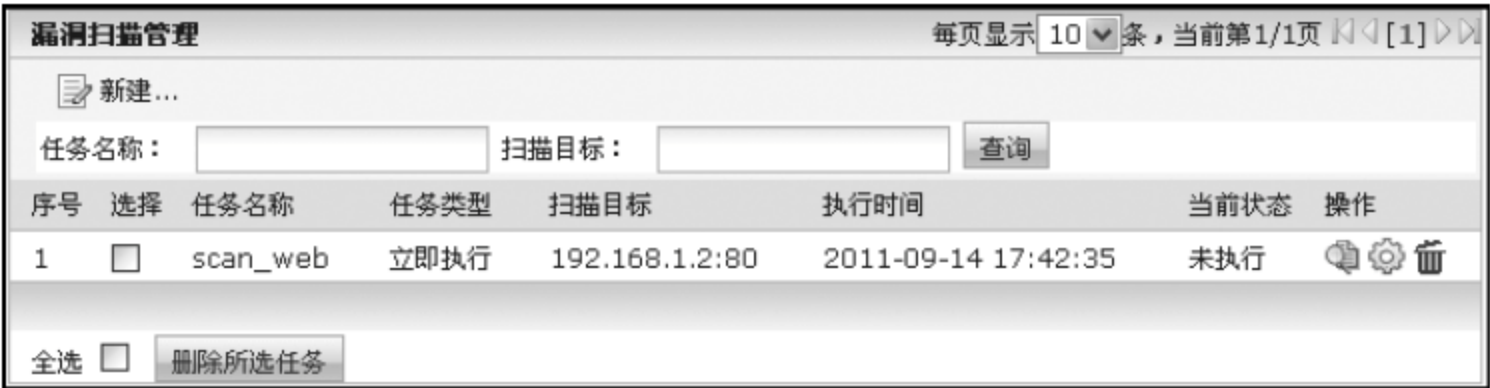 漏洞扫描管理 每页显示 10 条，当前第1/1页 [1]
新建...
任务名称： 扫描目标： 查询
序号 选择 任务名称 任务类型 扫描目标 执行时间 当前状态 操作
1 scan_web 立即执行 192.168.1.2:80 2011-09-14 17:42:35 未执行
全选 删除所选任务